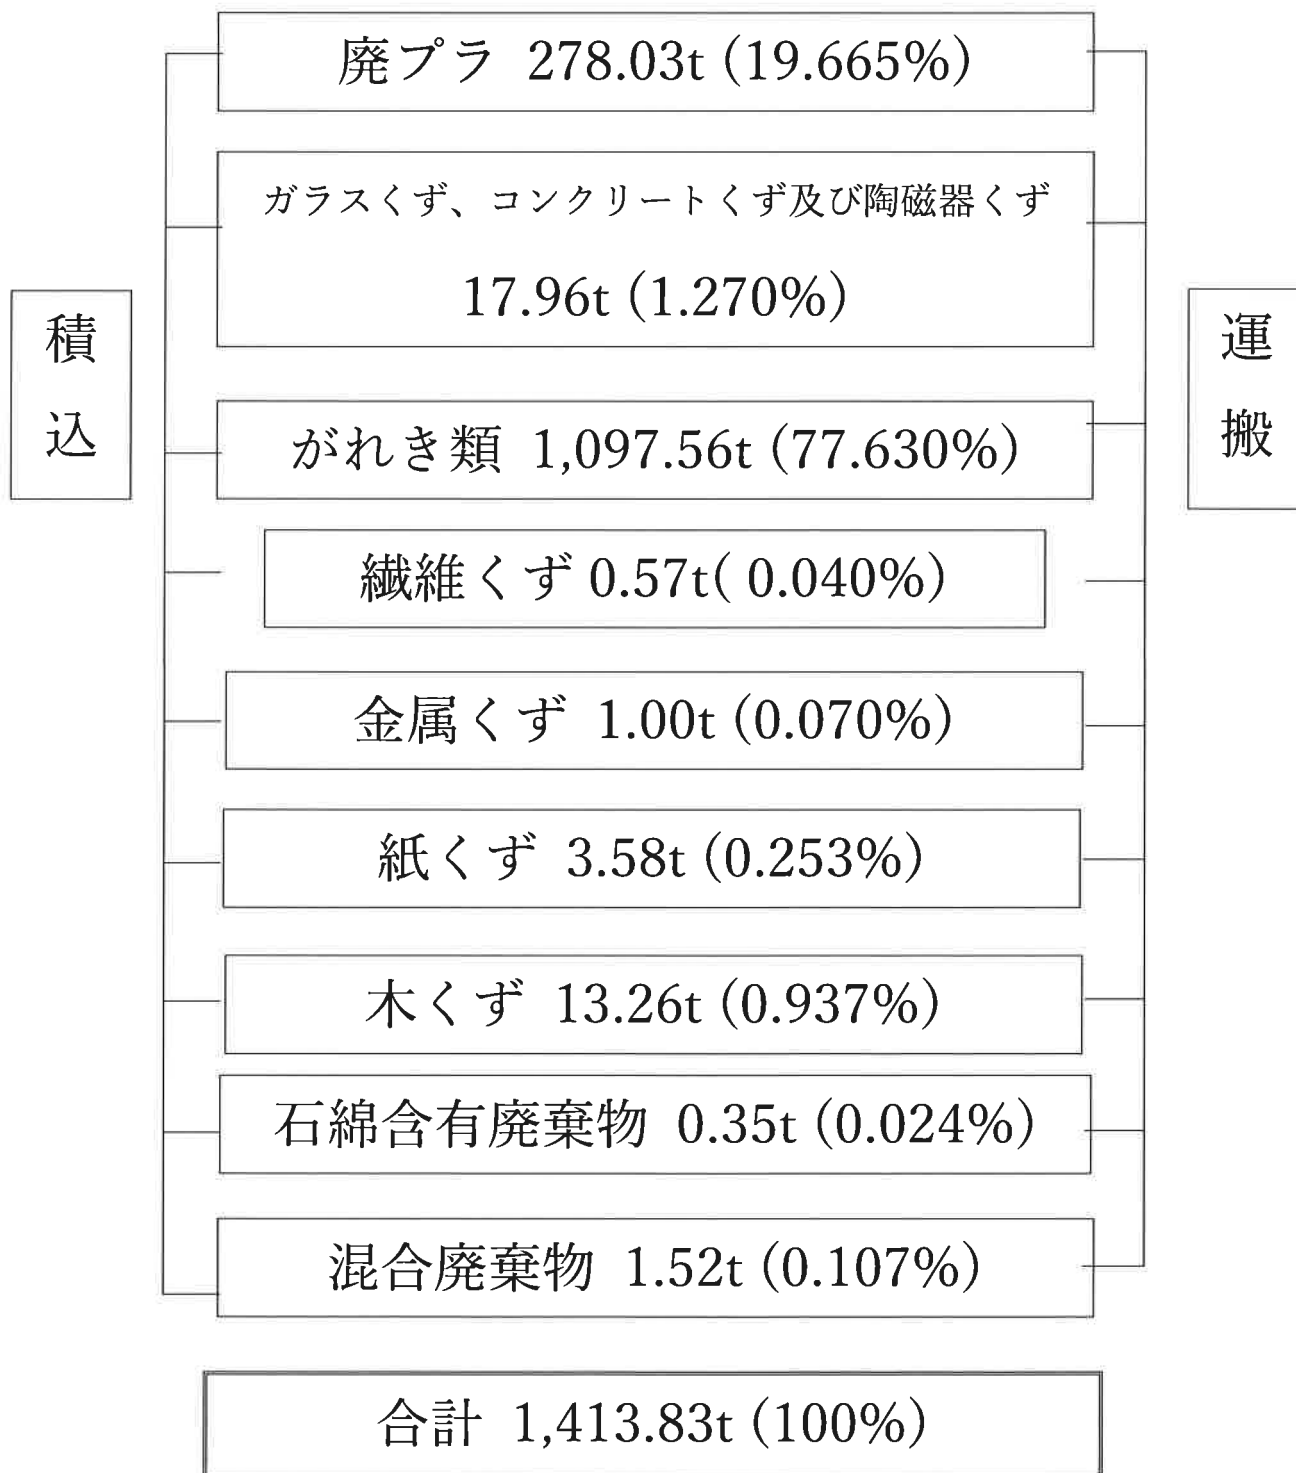 廃プラ 278.03t (19.665%)
ガラスくず、コンクリートくず及び陶磁器くず
17.96t (1.270%)
積込
運搬
がれき類 1,097.56t (77.630%)
繊維くず 0.57t( 0.040%)
金属くず 1.00t (0.070%)
紙くず 3.58t (0.253%)
木くず 13.26t (0.937%)
石綿含有廃棄物 0.35t (0.024%)
混合廃棄物 1.52t (0.107%)
合計 1,413.83t (100%)